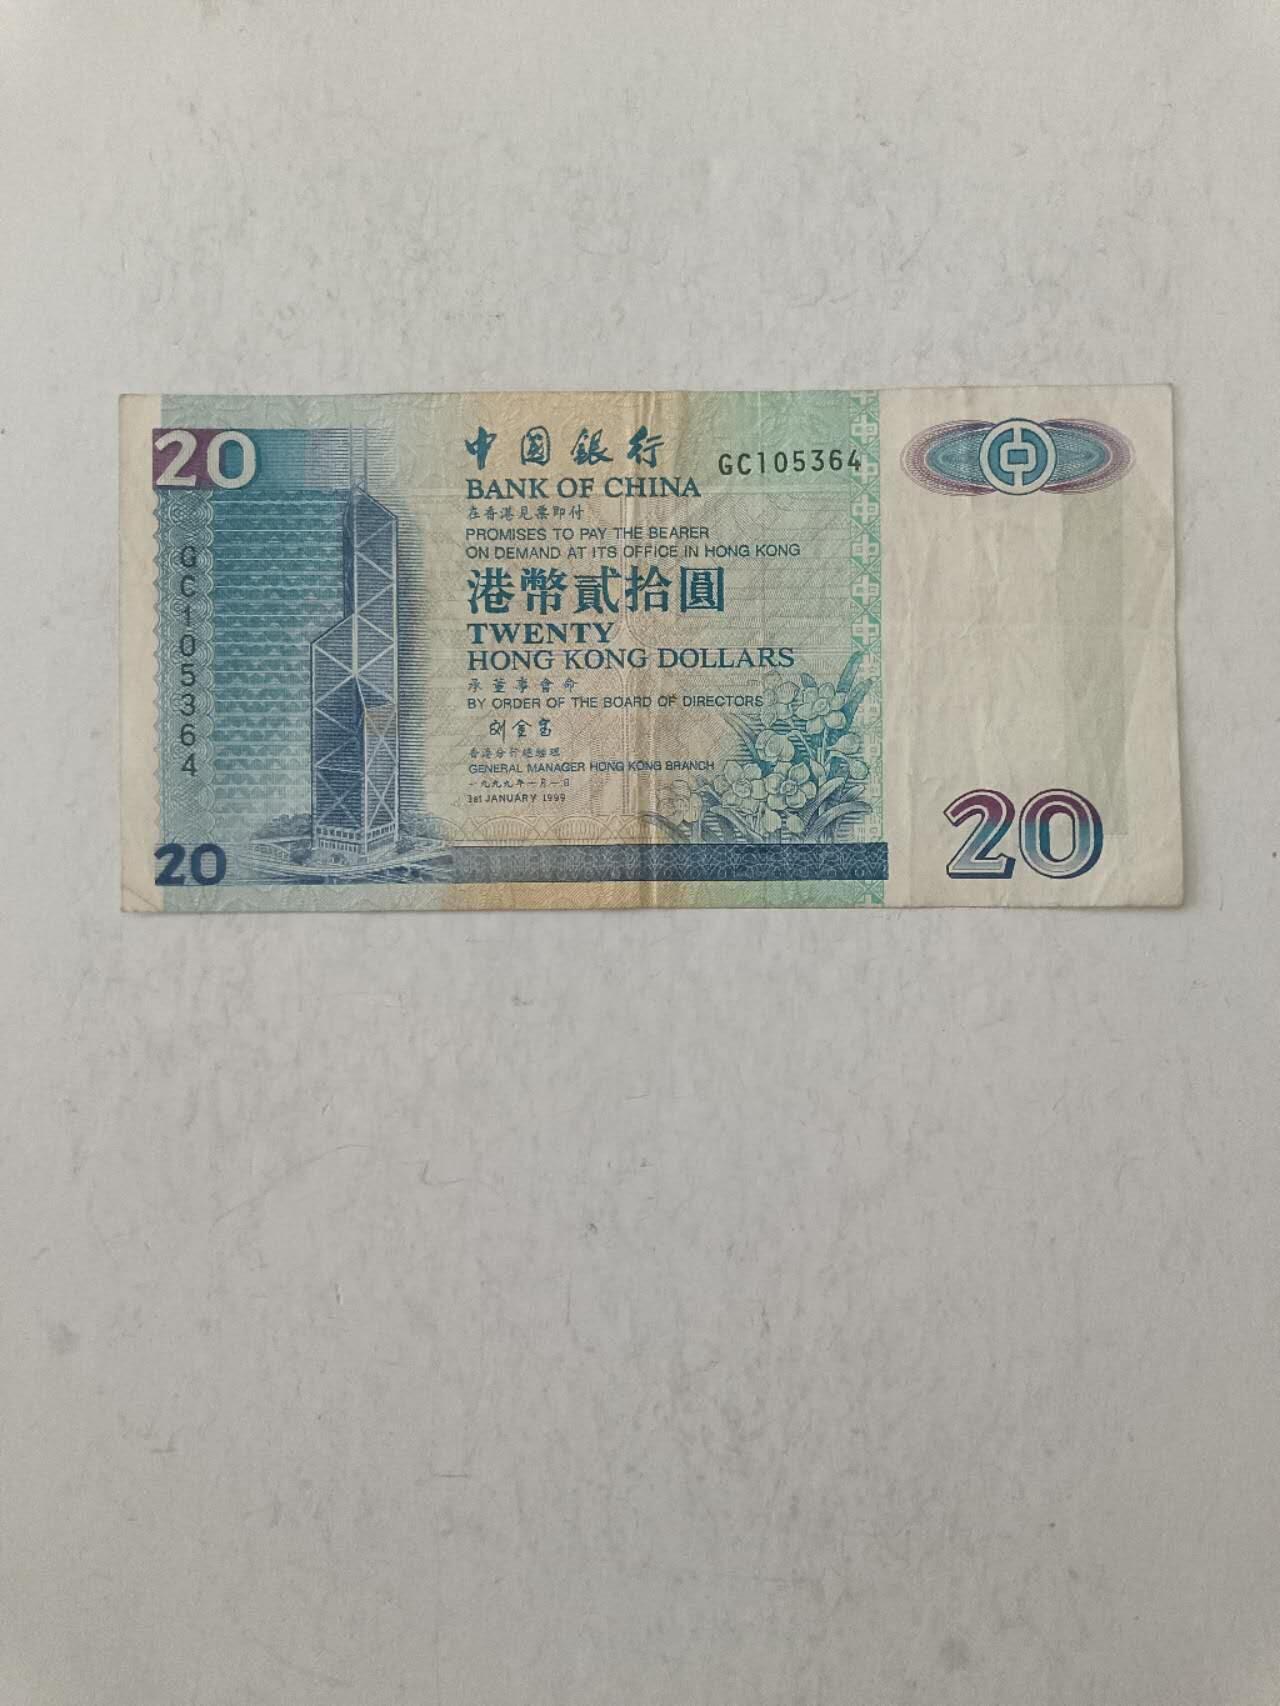 20
中國銀行
GC105364
BANK OF CHINA
在香港見票即付
PROMISES TO PAY THE BEARER
ON DEMAND AT ITS OFFICE IN HONG KONG
港幣貳拾圓
TWENTY
HONG KONG DOLLARS
承董事會命
BY ORDER OF THE BOARD OF DIRECTORS
刘金宝
香港分行總經理
GENERAL MANAGER HONG KONG BRANCH
一九九九年一月一日
1st JANUARY 1999
GC105364
20
20